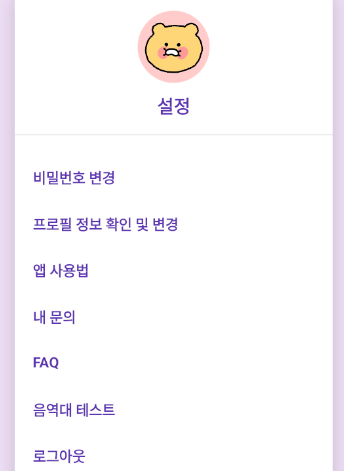 설정
비밀번호 변경
프로필 정보 확인 및 변경
앱 사용법
내 문의
FAQ
음역대 테스트
로그아웃